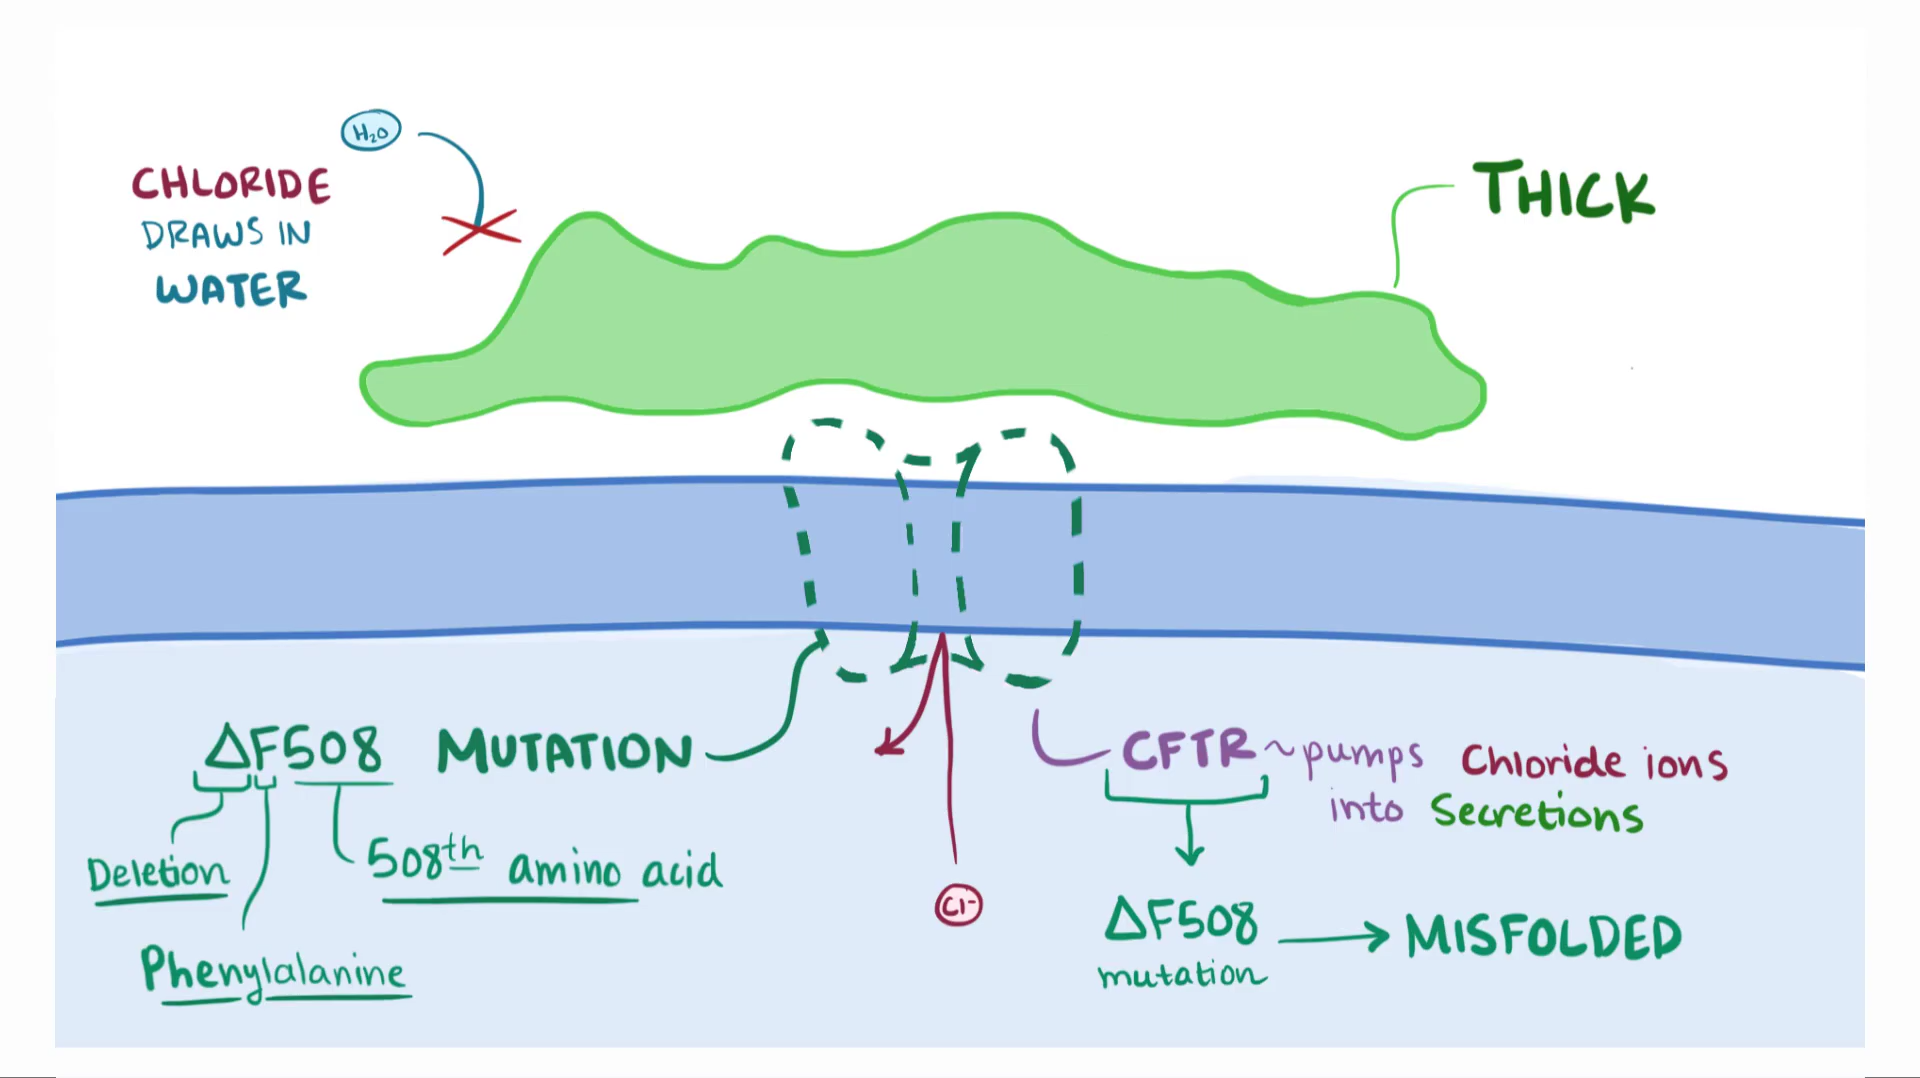 H₂O
CHLORIDE
DRAWS IN
WATER
THICK
ΔF508 MUTATION
Deletion
Phenylalanine
508th amino acid
Cl-
CFTR ~pumps Chloride ions
into Secretions
ΔF508
mutation
MISFOLDED